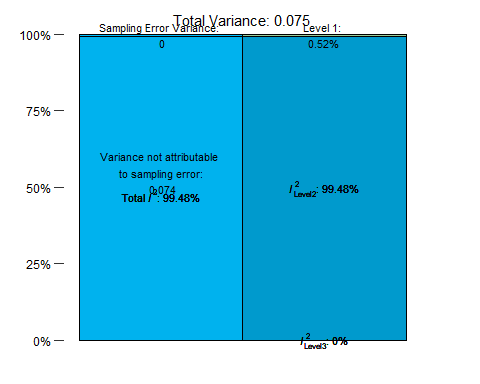 Total Variance: 0.075
Sampling Error Variance:
0
Level 1:
0.52%
100%
75%
50%
25%
0%
Variance not attributable
to sampling error:
0.074
Total I²: 99.48%
I²Level2: 99.48%
I²Level3: 0%